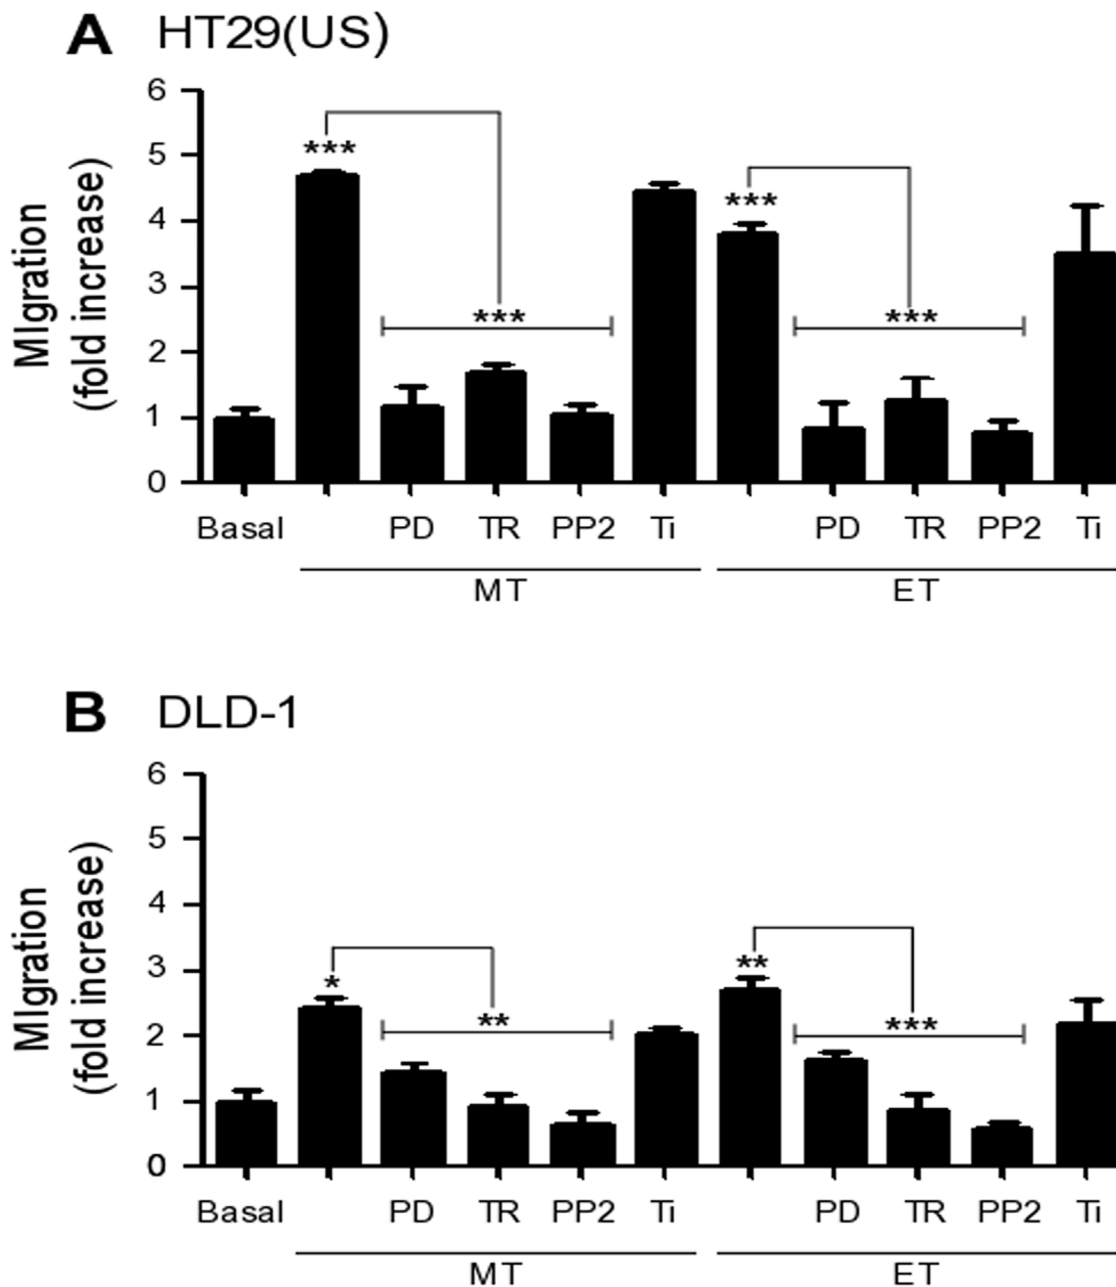 A HT29(US)
MIgration
(fold increase)
6
5
4
3
2
1
0
***
***
***
***
Basal PD TR PP2 Ti PD TR PP2 Ti
MT ET
B DLD-1
MIgration
(fold increase)
6
5
4
3
2
1
0
*
**
**
***
Basal PD TR PP2 Ti PD TR PP2 Ti
MT ET